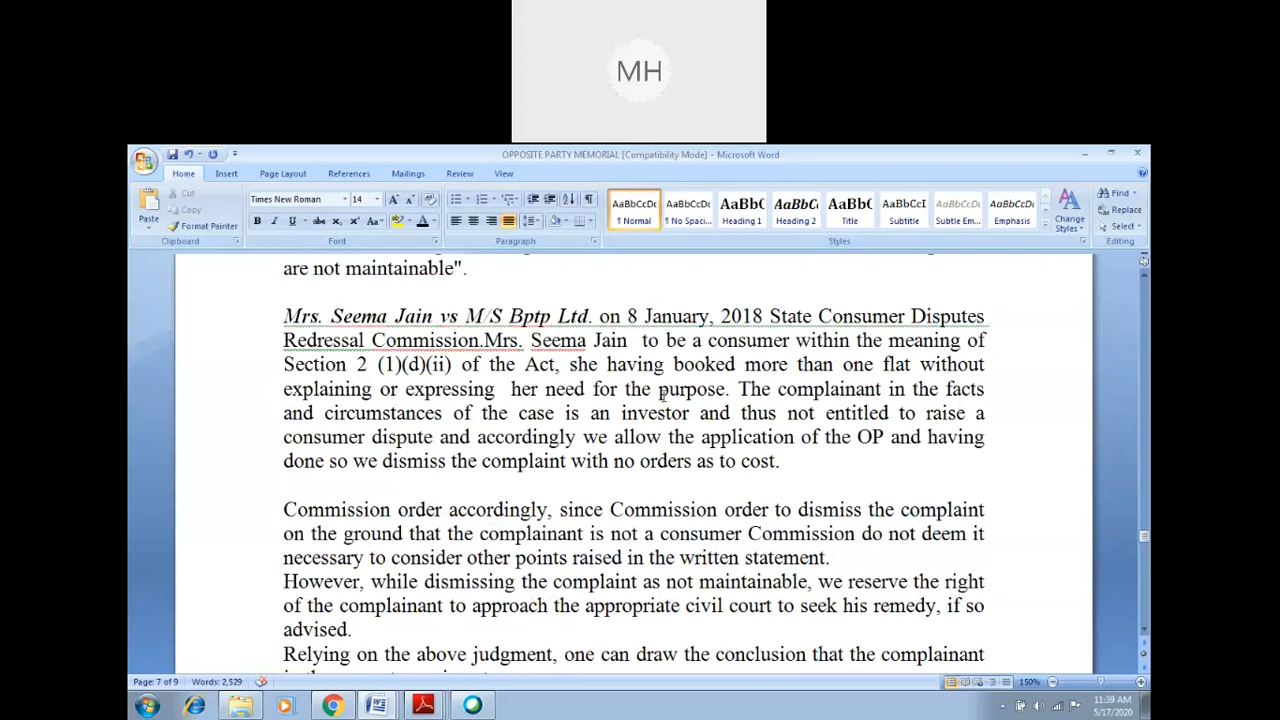 MH
OPPOSITE PARTY MEMORIAL [Compatibility Mode] - Microsoft Word
Home Insert Page Layout References Mailings Review View
Paste
Cut
Copy
Format Painter
Clipboard
Times New Roman 14
Font
Paragraph
AaBbCcDc AaBbCcDc AaBbC AaBbCc AaBbC AaBbCcI AaBbCcDc AaBbCcDc
¶ Normal ¶ No Spaci... Heading 1 Heading 2 Title Subtitle Subtle Em... Emphasis
Change Styles
Styles
Find
Replace
Select
Editing
are not maintainable".
Mrs. Seema Jain vs M/S Bptp Ltd. on 8 January, 2018 State Consumer Disputes
Redressal Commission.Mrs. Seema Jain to be a consumer within the meaning of
Section 2 (1)(d)(ii) of the Act, she having booked more than one flat without
explaining or expressing her need for the purpose. The complainant in the facts
and circumstances of the case is an investor and thus not entitled to raise a
consumer dispute and accordingly we allow the application of the OP and having
done so we dismiss the complaint with no orders as to cost.
Commission order accordingly, since Commission order to dismiss the complaint
on the ground that the complainant is not a consumer Commission do not deem it
necessary to consider other points raised in the written statement.
However, while dismissing the complaint as not maintainable, we reserve the right
of the complainant to approach the appropriate civil court to seek his remedy, if so
advised.
Relying on the above judgment, one can draw the conclusion that the complainant
Page: 7 of 9 Words: 2,529 150%
11:39 AM
5/17/2020